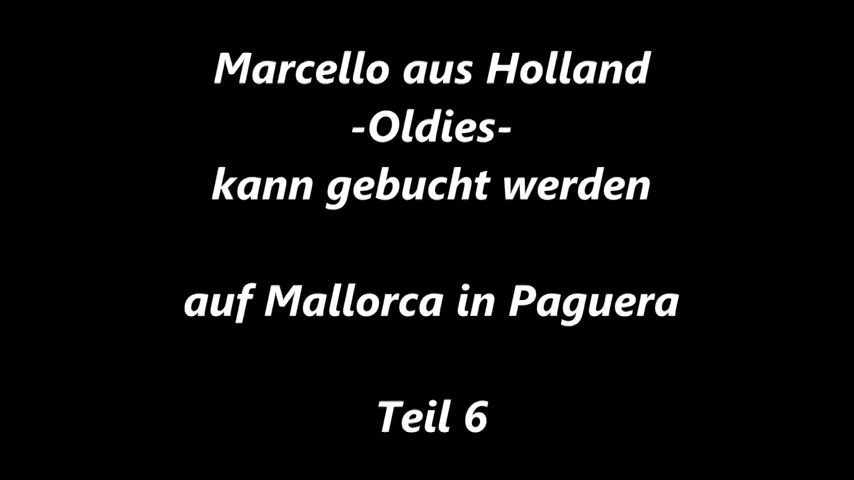 Marcello aus Holland
-Oldies-
kann gebucht werden
auf Mallorca in Paguera
Teil 6